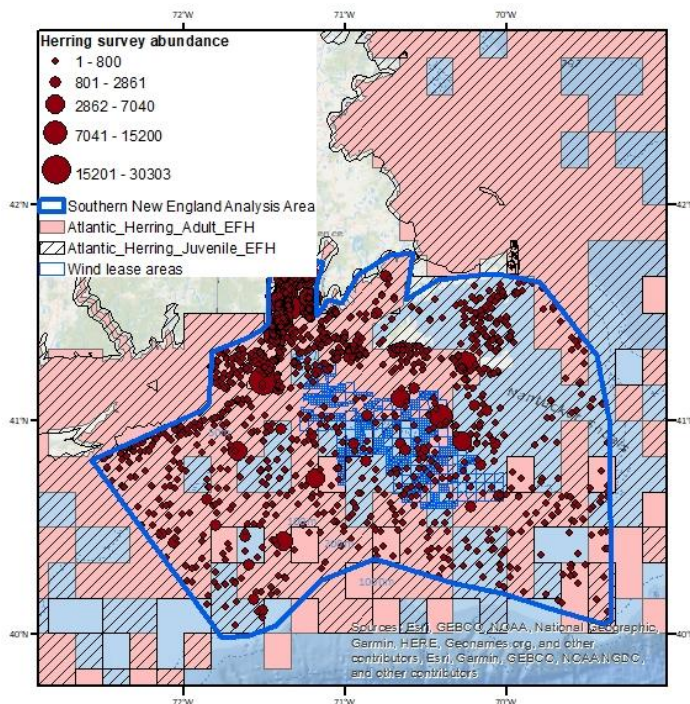 72°W 71°W 70°W
Herring survey abundance
1 - 800
801 - 2861
2862 - 7040
7041 - 15200
15201 - 30303
Southern New England Analysis Area
Atlantic_Herring_Adult_EFH
Atlantic_Herring_Juvenile_EFH
Wind lease areas
42°N 42°N
41°N 41°N
40°N 40°N
Sources: Esri, GEBCO, NOAA, National Geographic,
Garmin, HERE, Geonames.org, and other
contributors, Esri, Garmin, GEBCO, NOAA NGDC,
and other contributors
72°W 71°W 70°W